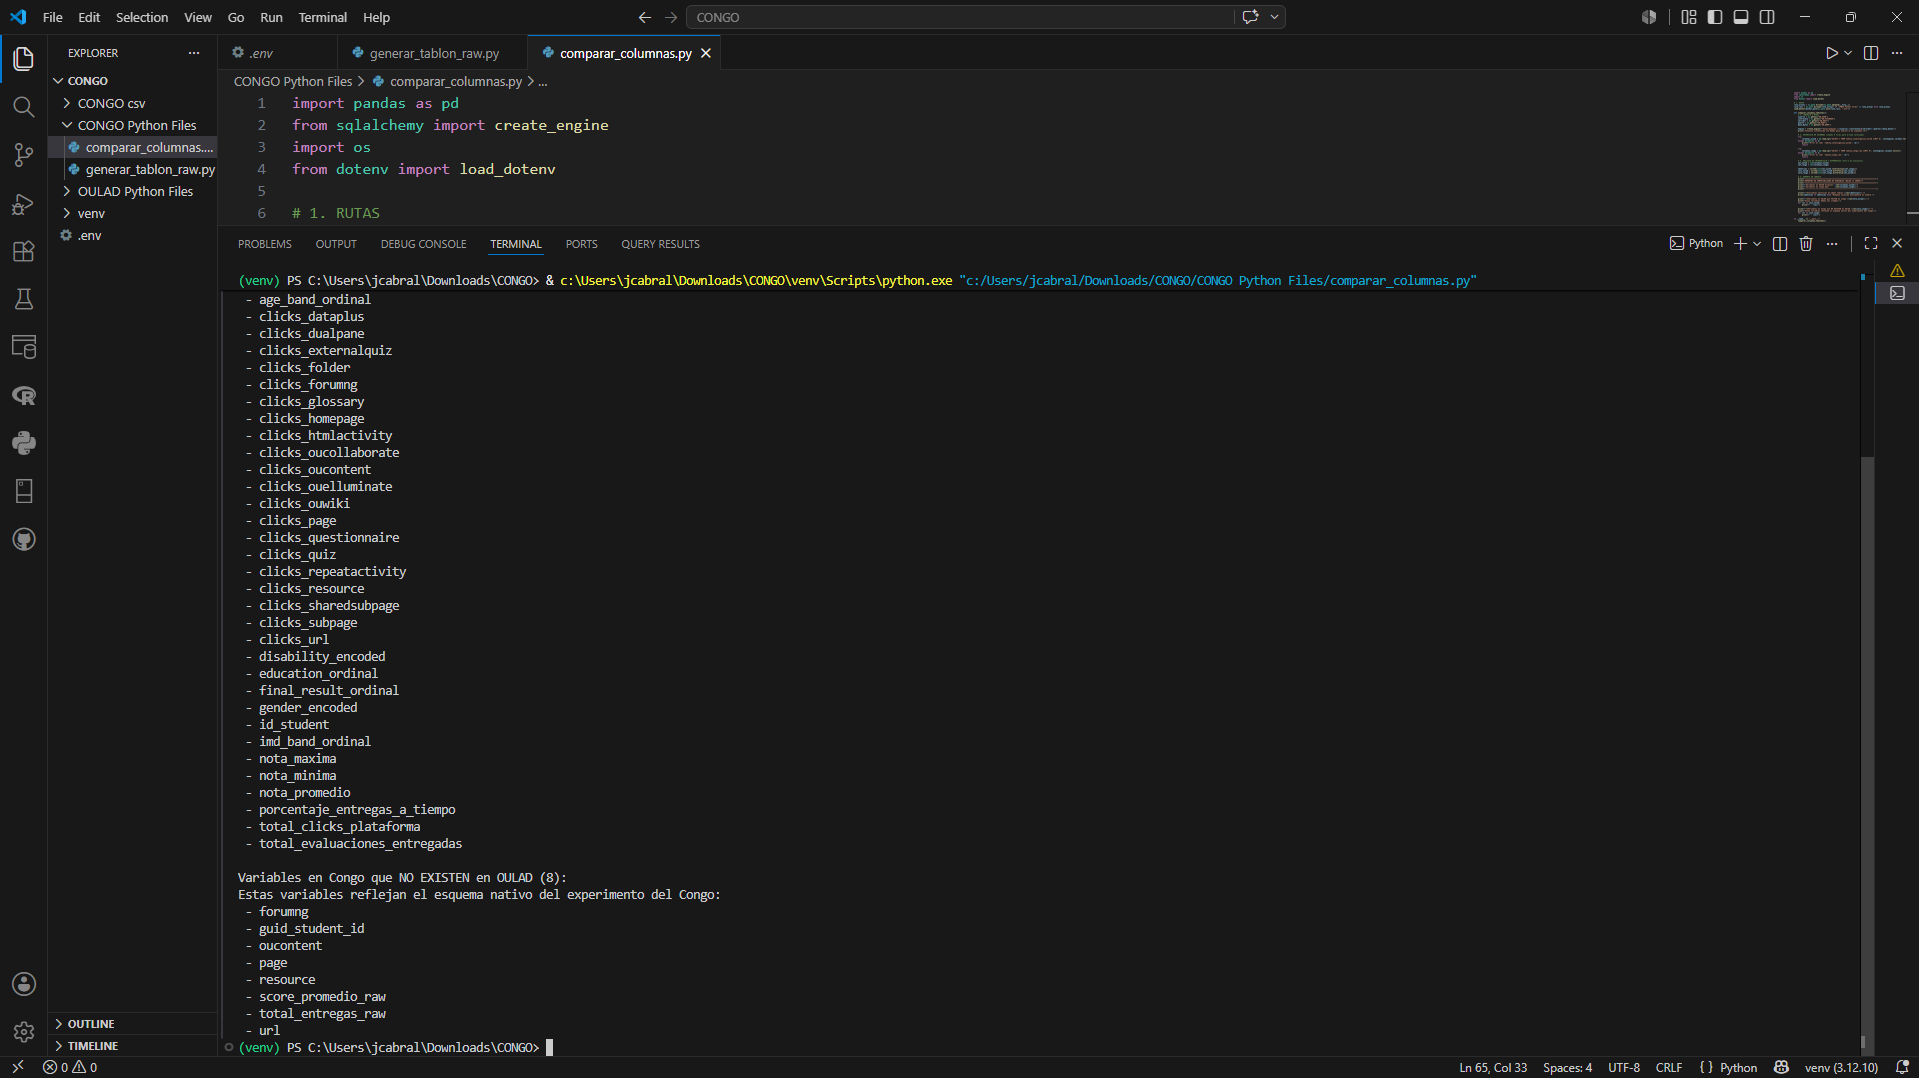 File Edit Selection View Go Run Terminal Help
CONGO
EXPLORER
.env
generar_tablon_raw.py
comparar_columnas.py
CONGO
CONGO csv
CONGO Python Files
comparar_columnas....
generar_tablon_raw.py
OULAD Python Files
venv
.env
OUTLINE
TIMELINE
CONGO Python Files > comparar_columnas.py > ...
1 import pandas as pd
2 from sqlalchemy import create_engine
3 import os
4 from dotenv import load_dotenv
5
6 # 1. RUTAS
PROBLEMS OUTPUT DEBUG CONSOLE TERMINAL PORTS QUERY RESULTS
Python
(venv) PS C:\Users\jcabral\Downloads\CONGO> & c:\Users\jcabral\Downloads\CONGO\venv\Scripts\python.exe "c:/Users/jcabral/Downloads/CONGO/CONGO Python Files/comparar_columnas.py"
- age_band_ordinal
- clicks_dataplus
- clicks_dualpane
- clicks_externalquiz
- clicks_folder
- clicks_forumng
- clicks_glossary
- clicks_homepage
- clicks_htmlactivity
- clicks_oucollaborate
- clicks_oucontent
- clicks_ouelluminate
- clicks_ouwiki
- clicks_page
- clicks_questionnaire
- clicks_quiz
- clicks_repeatactivity
- clicks_resource
- clicks_sharedsubpage
- clicks_subpage
- clicks_url
- disability_encoded
- education_ordinal
- final_result_ordinal
- gender_encoded
- id_student
- imd_band_ordinal
- nota_maxima
- nota_minima
- nota_promedio
- porcentaje_entregas_a_tiempo
- total_clicks_plataforma
- total_evaluaciones_entregadas
Variables en Congo que NO EXISTEN en OULAD (8):
Estas variables reflejan el esquema nativo del experimento del Congo:
- forumng
- guid_student_id
- oucontent
- page
- resource
- score_promedio_raw
- total_entregas_raw
- url
(venv) PS C:\Users\jcabral\Downloads\CONGO>
0 0
Ln 65, Col 33 Spaces: 4 UTF-8 CRLF { } Python venv (3.12.10)